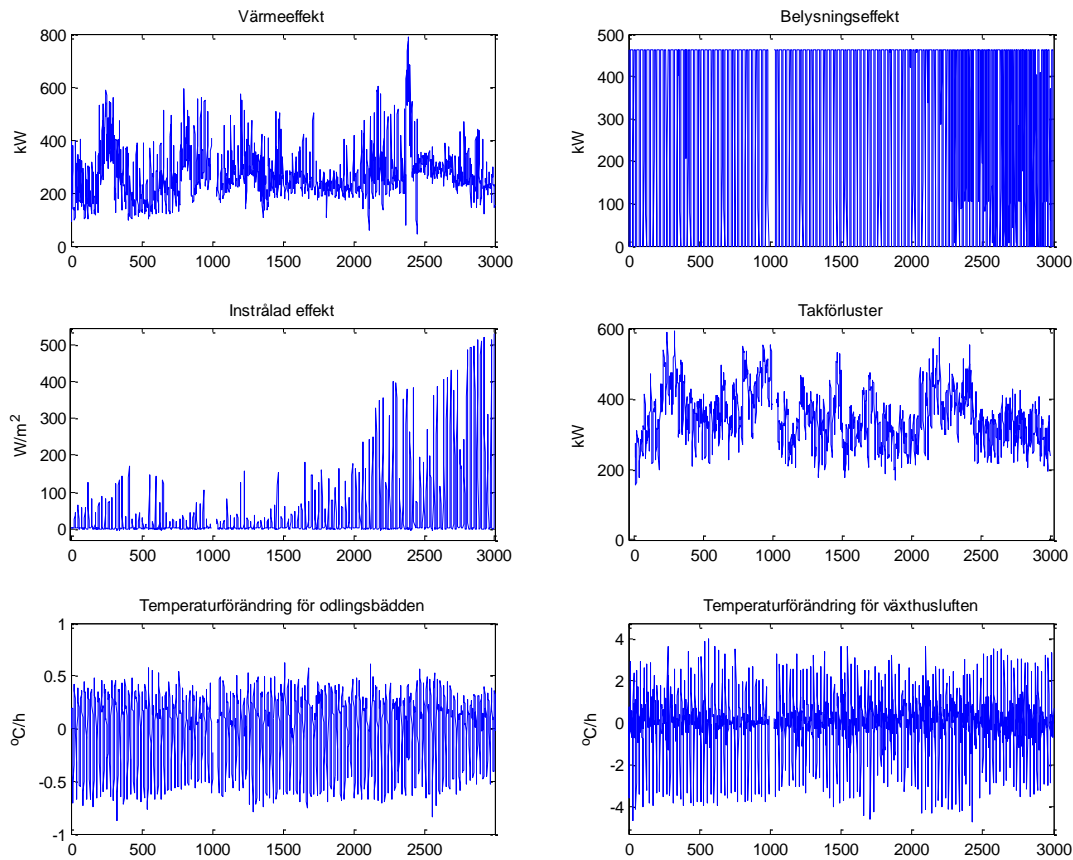 Värmeeffekt
800
600
400
200
0
kW
0 500 1000 1500 2000 2500 3000
Belysningseffekt
500
400
300
200
100
0
kW
0 500 1000 1500 2000 2500 3000
Instrålad effekt
500
400
300
200
100
0
W/m²
0 500 1000 1500 2000 2500 3000
Takförluster
600
400
200
0
kW
0 500 1000 1500 2000 2500 3000
Temperaturförändring för odlingsbädden
1
0.5
0
-0.5
-1
°C/h
0 500 1000 1500 2000 2500 3000
Temperaturförändring för växthusluften
4
2
0
-2
-4
°C/h
0 500 1000 1500 2000 2500 3000